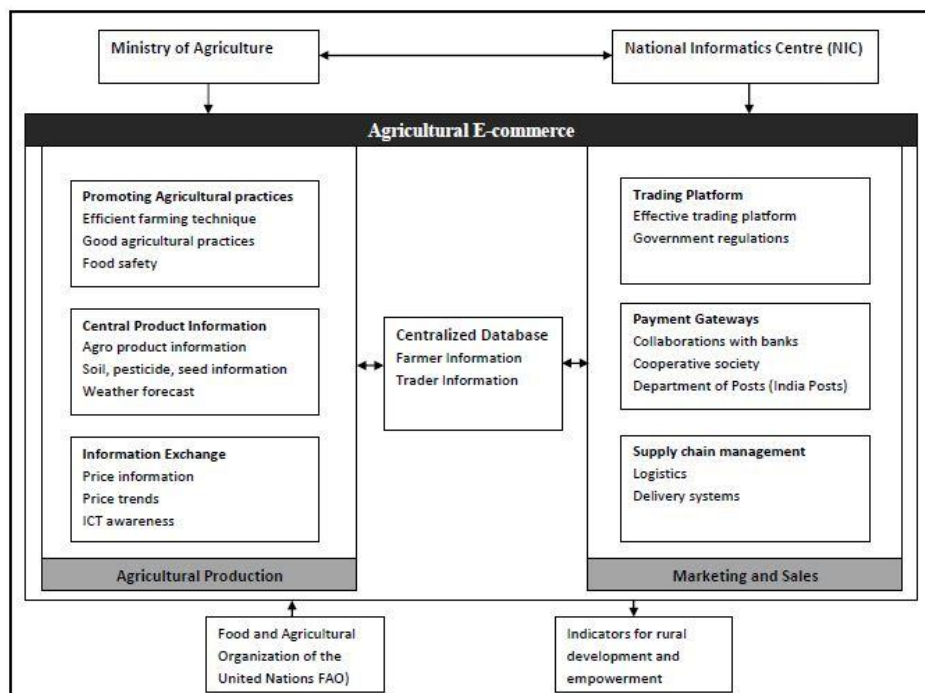 Ministry of Agriculture
National Informatics Centre (NIC)
Agricultural E-commerce
Promoting Agricultural practices
Efficient farming technique
Good agricultural practices
Food safety
Central Product Information
Agro product information
Soil, pesticide, seed information
Weather forecast
Information Exchange
Price information
Price trends
ICT awareness
Agricultural Production
Centralized Database
Farmer Information
Trader Information
Trading Platform
Effective trading platform
Government regulations
Payment Gateways
Collaborations with banks
Cooperative society
Department of Posts (India Posts)
Supply chain management
Logistics
Delivery systems
Marketing and Sales
Food and Agricultural
Organization of the
United Nations FAO)
Indicators for rural
development and
empowerment